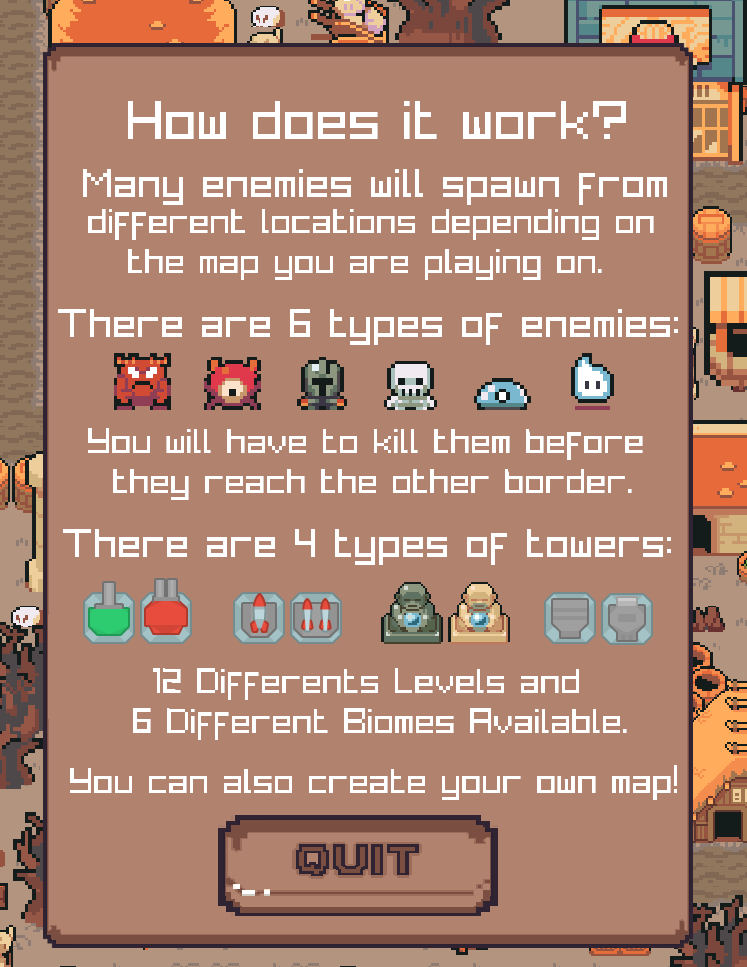 How does it work?
Many enemies will spawn from
different locations depending on
the map you are playing on.
There are 6 types of enemies:
You will have to kill them before
they reach the other border.
There are 4 types of towers:
12 Differents Levels and
6 Different Biomes Available.
You can also create your own map!
QUIT